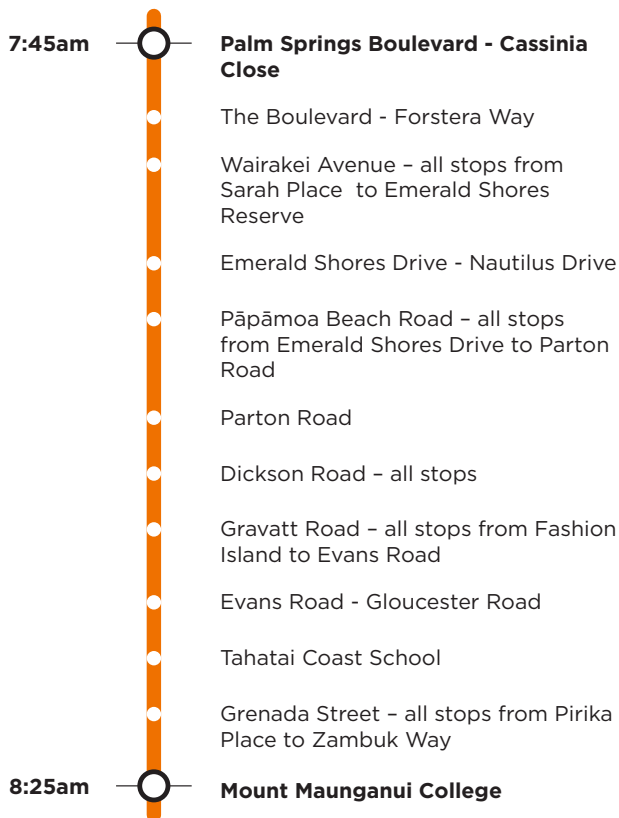 7:45am
Palm Springs Boulevard - Cassinia
Close
The Boulevard - Forstera Way
Wairakei Avenue – all stops from
Sarah Place  to Emerald Shores
Reserve
Emerald Shores Drive - Nautilus Drive
Pāpāmoa Beach Road – all stops
from Emerald Shores Drive to Parton
Road
Parton Road
Dickson Road – all stops
Gravatt Road – all stops from Fashion
Island to Evans Road
Evans Road - Gloucester Road
Tahatai Coast School
Grenada Street – all stops from Pirika
Place to Zambuk Way
8:25am
Mount Maunganui College